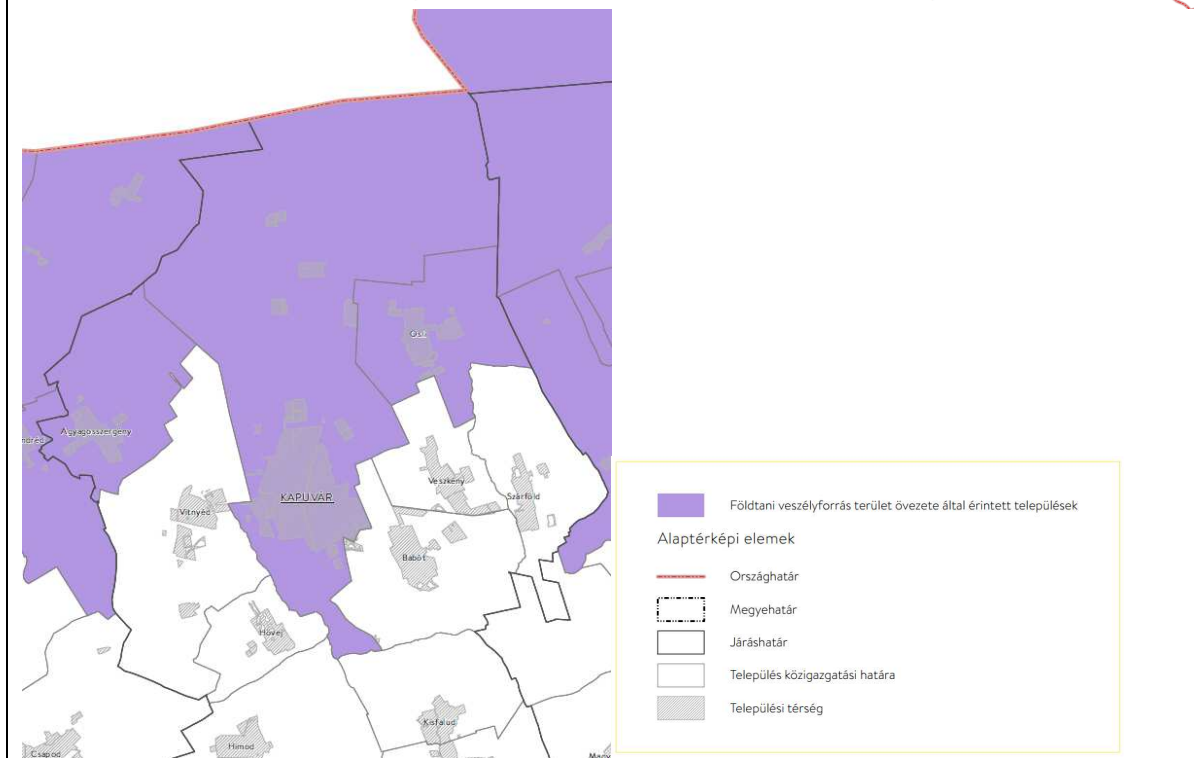 Osli
Agyagosszergény
KAPUVÁR
Vitnyéd
Veszkény
Szárföld
Babót
Hövej
Kisfalud
Himod
Csapod
Földtani veszélyforrás terület övezete által érintett települések
Alaptérképi elemek
Országhatár
Megyehatár
Járáshatár
Település közigazgatási határa
Települési térség